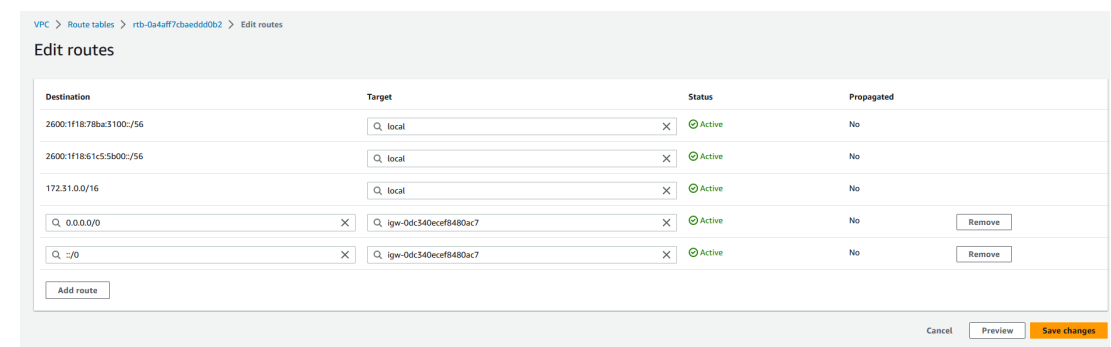 VPC > Route tables > rtb-0a4aff7cbaeddd0b2 > Edit routes
Edit routes
Destination Target Status Propagated
2600:1f18:78ba:3100::/56 local Active No
2600:1f18:61c5:5b00::/56 local Active No
172.31.0.0/16 local Active No
0.0.0.0/0 igw-0dc340ecef8480ac7 Active No Remove
::/0 igw-0dc340ecef8480ac7 Active No Remove
Add route
Cancel Preview Save changes